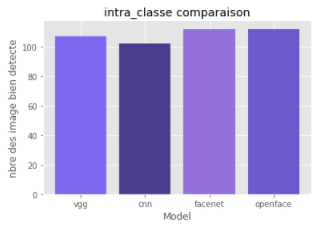 intra_classe comparaison
nbre des image bien detecte
100
80
60
40
20
0
vgg cnn facenet openface
Model